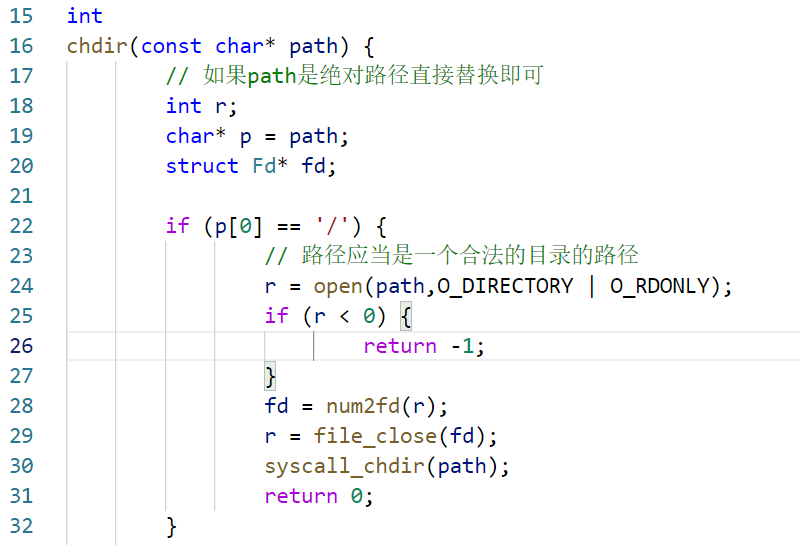 15 int
16 chdir(const char* path) {
17 // 如果path是绝对路径直接替换即可
18 int r;
19 char* p = path;
20 struct Fd* fd;
21
22 if (p[0] == '/') {
23 // 路径应当是一个合法的目录的路径
24 r = open(path,O_DIRECTORY | O_RDONLY);
25 if (r < 0) {
26 return -1;
27 }
28 fd = num2fd(r);
29 r = file_close(fd);
30 syscall_chdir(path);
31 return 0;
32 }